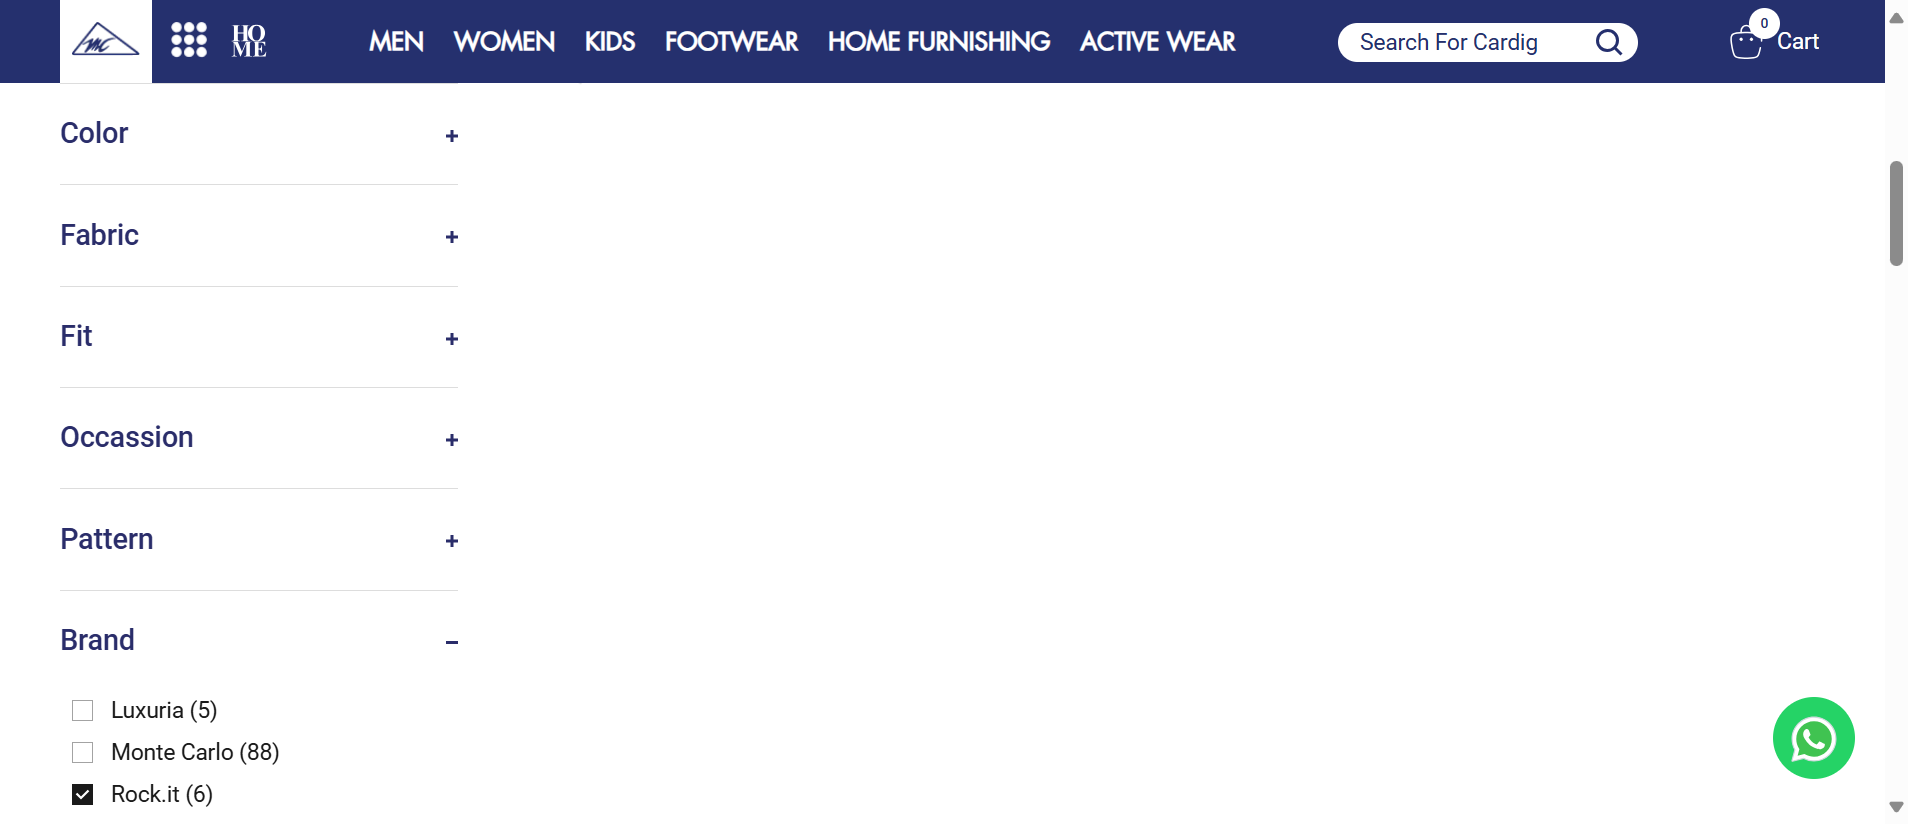 MC
HO
ME
MEN WOMEN KIDS FOOTWEAR HOME FURNISHING ACTIVE WEAR
Search For Cardig
0
Cart
Color
Fabric
Fit
Occassion
Pattern
Brand
Luxuria (5)
Monte Carlo (88)
Rock.it (6)